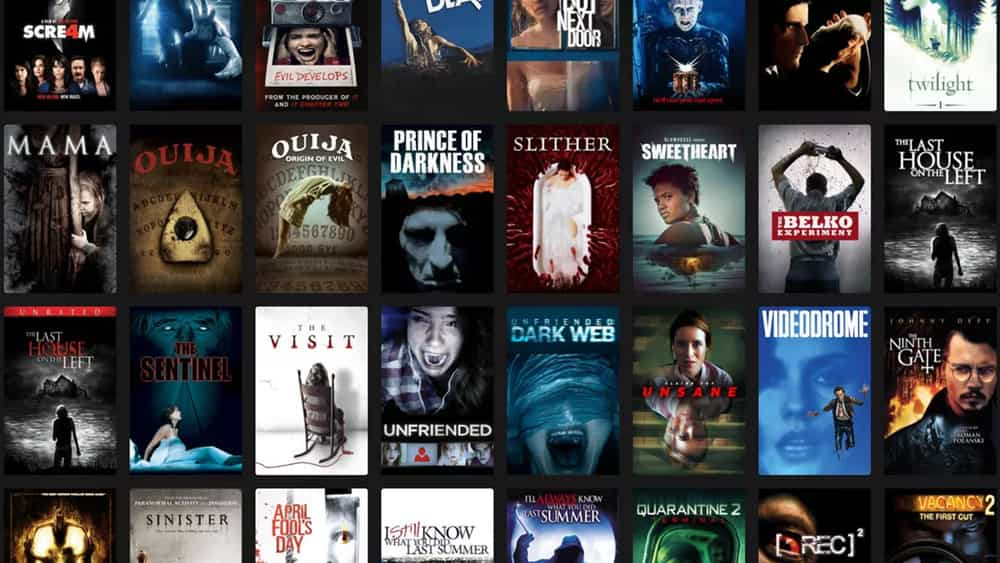 SCRE4M
EVIL DEVELOPS
FROM THE PRODUCER OF IT
AND IT CHAPTER TWO
BOY
NEXT
DOOR
twilight
MAMA
OUIJA
OUIJA
ORIGIN OF EVIL
PRINCE OF
DARKNESS
SLITHER
SWEETHEART
THE
BELKO
EXPERIMENT
THE
LAST
HOUSE
ON THE
LEFT
UNRATED
THE
LAST
HOUSE
ON THE
LEFT
THE
SENTINEL
THE
VISIT
UNFRIENDED
UNFRIENDED
DARK WEB
CLAIRE FOY
UNSANE
VIDEODROME
JOHNNY DEPP
THE
NINTH
GATE
ROMAN
POLANSKI
SINISTER
APRIL
FOOL'S
DAY
I Still KNOW
WHAT YOU DID
LAST SUMMER
I'LL ALWAYS KNOW
WHAT YOU DID
LAST SUMMER
QUARANTINE 2
TERMINAL
[REC]²
VACANCY 2
THE FIRST CUT